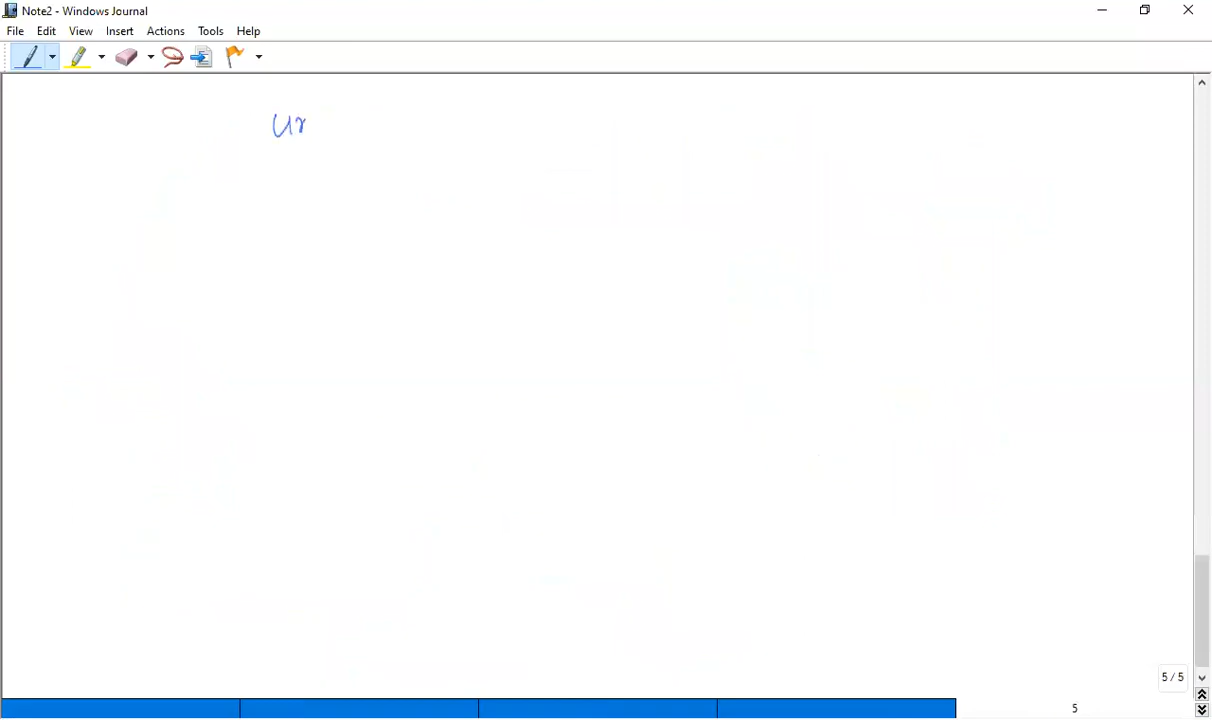 Note2 - Windows Journal
File Edit View Insert Actions Tools Help
Ur
5 / 5
5